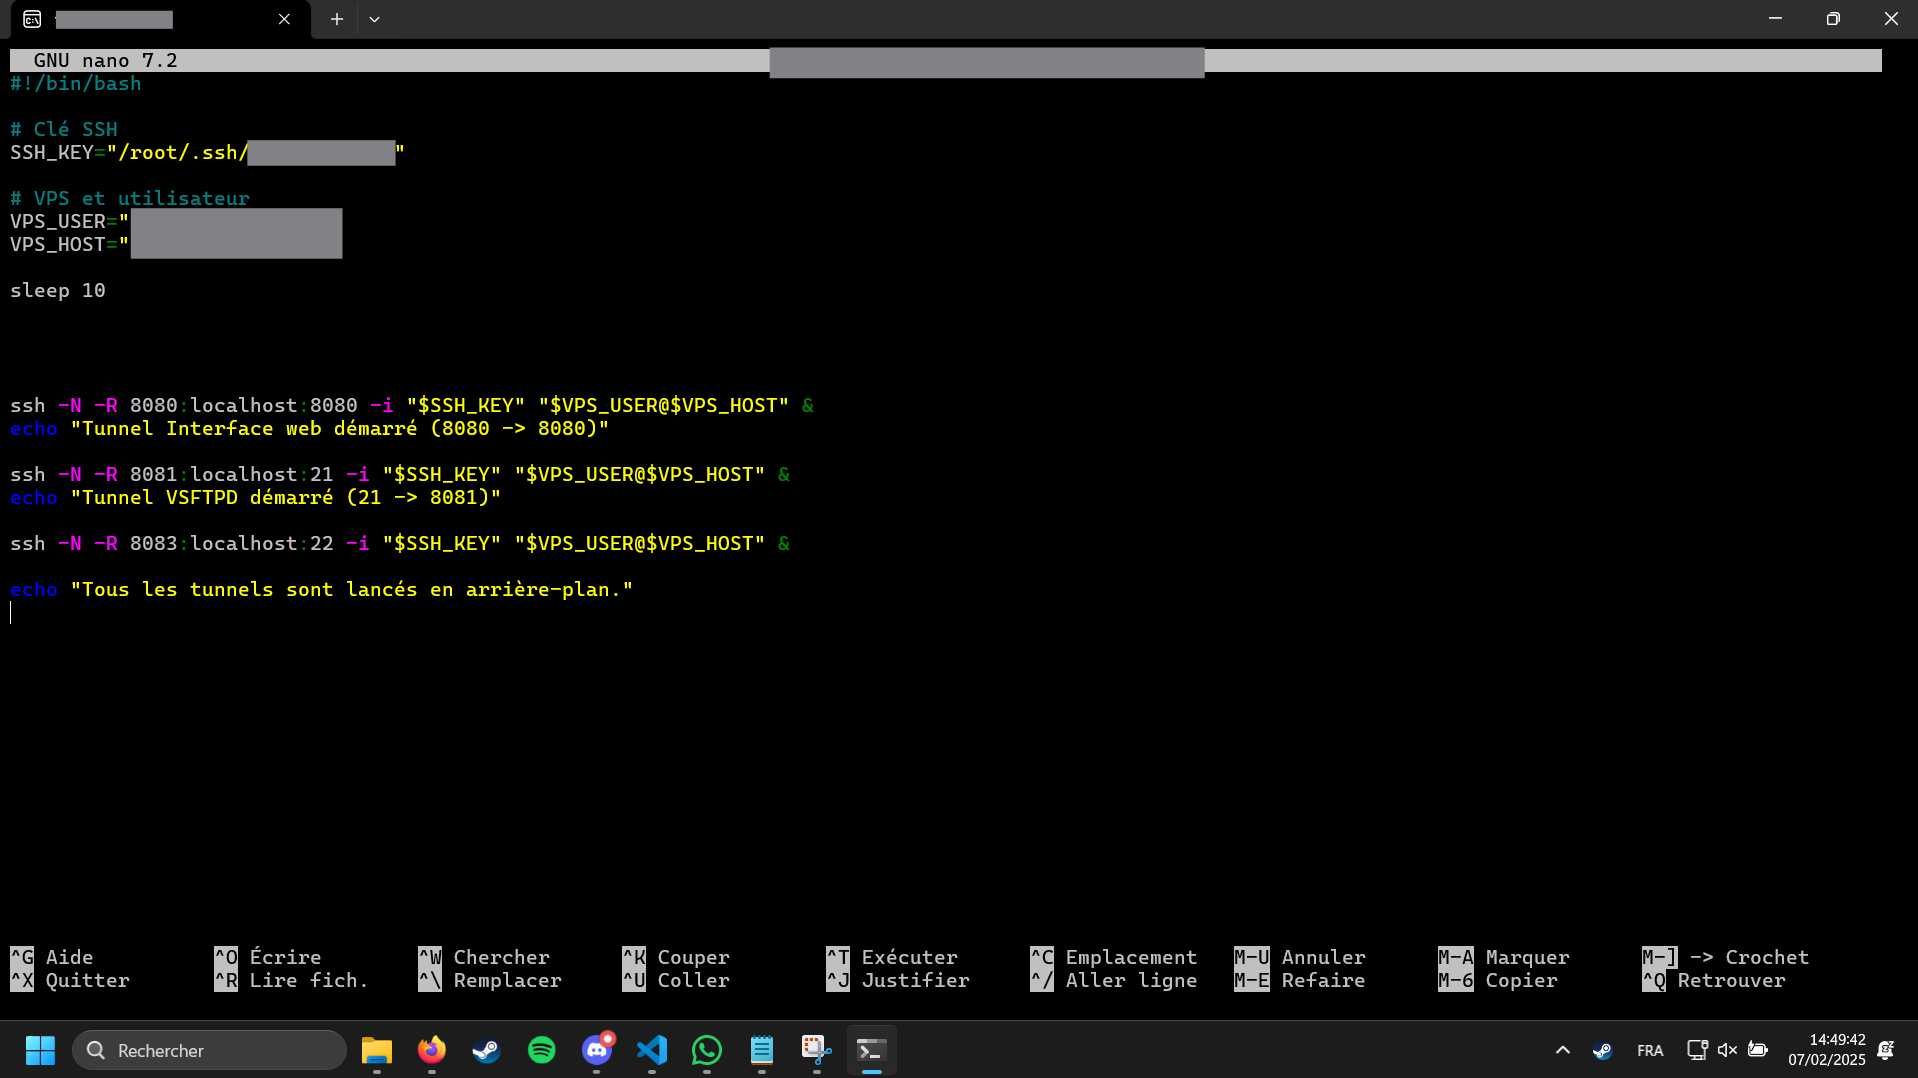 GNU nano 7.2
#!/bin/bash
# Clé SSH
SSH_KEY="/root/.ssh/"
# VPS et utilisateur
VPS_USER="
VPS_HOST="
sleep 10
ssh -N -R 8080:localhost:8080 -i "$SSH_KEY" "$VPS_USER@$VPS_HOST" &
echo "Tunnel Interface web démarré (8080 -> 8080)"
ssh -N -R 8081:localhost:21 -i "$SSH_KEY" "$VPS_USER@$VPS_HOST" &
echo "Tunnel VSFTPD démarré (21 -> 8081)"
ssh -N -R 8083:localhost:22 -i "$SSH_KEY" "$VPS_USER@$VPS_HOST" &
echo "Tous les tunnels sont lancés en arrière-plan."
^G Aide ^O Écrire ^W Chercher ^K Couper ^T Exécuter ^C Emplacement M-U Annuler M-A Marquer M-] -> Crochet
^X Quitter ^R Lire fich. ^\ Remplacer ^U Coller ^J Justifier ^/ Aller ligne M-E Refaire M-6 Copier ^Q Retrouver
Rechercher
FRA
14:49:42
07/02/2025